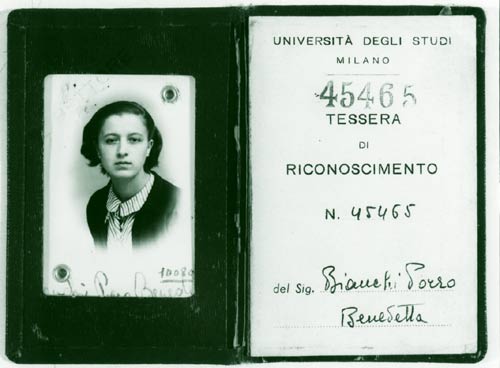 UNIVERSITÀ DEGLI STUDI
MILANO
45465
TESSERA
DI
RICONOSCIMENTO
N. 45465
del Sig. Bianchi Porro
Benedetta